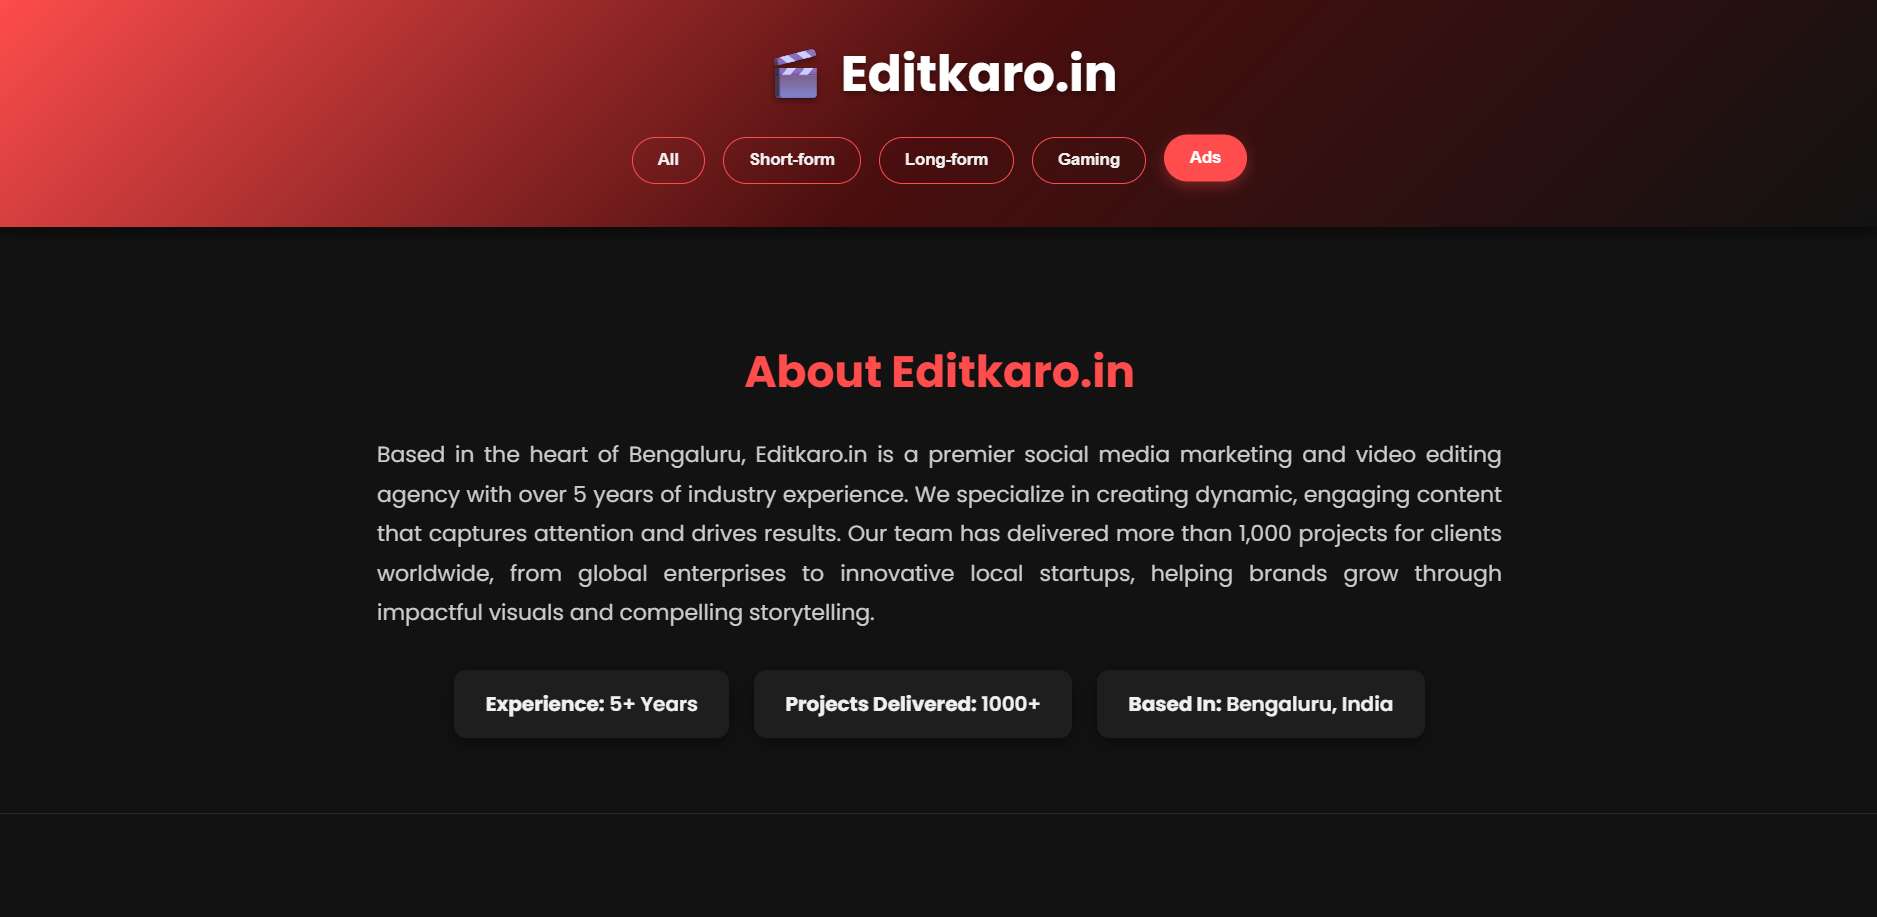 Editkaro.in
All
Short-form
Long-form
Gaming
Ads
About Editkaro.in
Based in the heart of Bengaluru, Editkaro.in is a premier social media marketing and video editing
agency with over 5 years of industry experience. We specialize in creating dynamic, engaging content
that captures attention and drives results. Our team has delivered more than 1,000 projects for clients
worldwide, from global enterprises to innovative local startups, helping brands grow through
impactful visuals and compelling storytelling.
Experience: 5+ Years
Projects Delivered: 1000+
Based In: Bengaluru, India